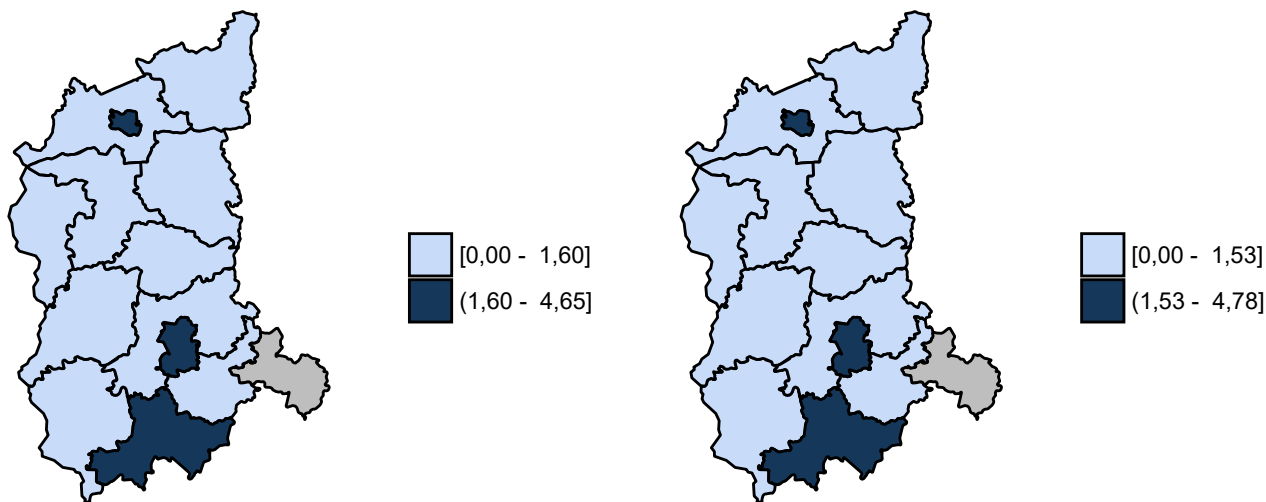 [0,00 -  1,60]
(1,60 -  4,65]
[0,00 -  1,53]
(1,53 -  4,78]